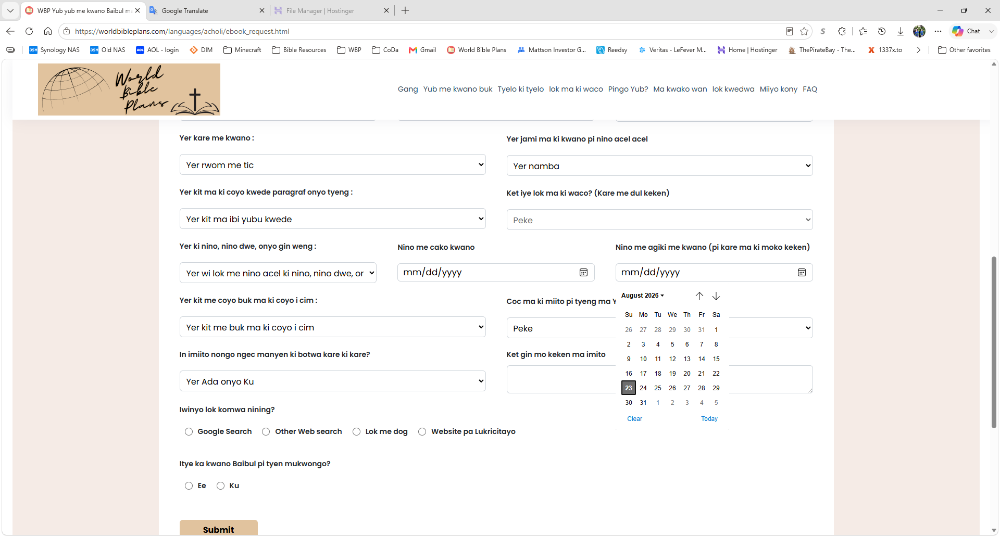 WBP Yub yub me kwano Baibul ma
Google Translate
File Manager | Hostinger
https://worldbibleplans.com/languages/acholi/ebook_request.html
Chat
Synology NAS
Old NAS
AOL - login
DIM
Minecraft
Bible Resources
WBP
CoDa
Gmail
World Bible Plans
Mattson Investor G...
Reedsy
Veritas - LeFever M...
Home | Hostinger
ThePirateBay - The...
1337x.to
Other favorites
World
Bible
Plans
Gang Yub me kwano buk Tyelo ki tyelo lok ma ki waco Pingo Yub? Ma kwako wan lok kwedwa Miiyo kony FAQ
Yer kare me kwano :
Yer jami ma ki kwano pi nino acel acel
Yer rwom me tic
Yer namba
Yer kit ma ki coyo kwede paragraf onyo tyeng :
Ket iye lok ma ki waco? (Kare me dul keken)
Yer kit ma ibi yubu kwede
Peke
Yer ki nino, nino dwe, onyo gin weng :
Nino me cako kwano
Nino me agiki me kwano (pi kare ma ki moko keken)
Yer wi lok me nino acel ki nino, nino dwe, or
mm/dd/yyyy
mm/dd/yyyy
Yer kit me coyo buk ma ki coyo i cim :
Coc ma ki miito pi tyeng ma Y
Yer kit me buk ma ki coyo i cim
Peke
In imiito nongo ngec manyen ki botwa kare ki kare?
Ket gin mo keken ma imito
Yer Ada onyo Ku
August 2026
Su Mo Tu We Th Fr Sa
26 27 28 29 30 31 1
2 3 4 5 6 7 8
9 10 11 12 13 14 15
16 17 18 19 20 21 22
23 24 25 26 27 28 29
30 31 1 2 3 4 5
Clear Today
Iwinyo lok komwa nining?
Google Search Other Web search Lok me dog Website pa Lukricitayo
Itye ka kwano Baibul pi tyen mukwongo?
Ee Ku
Submit